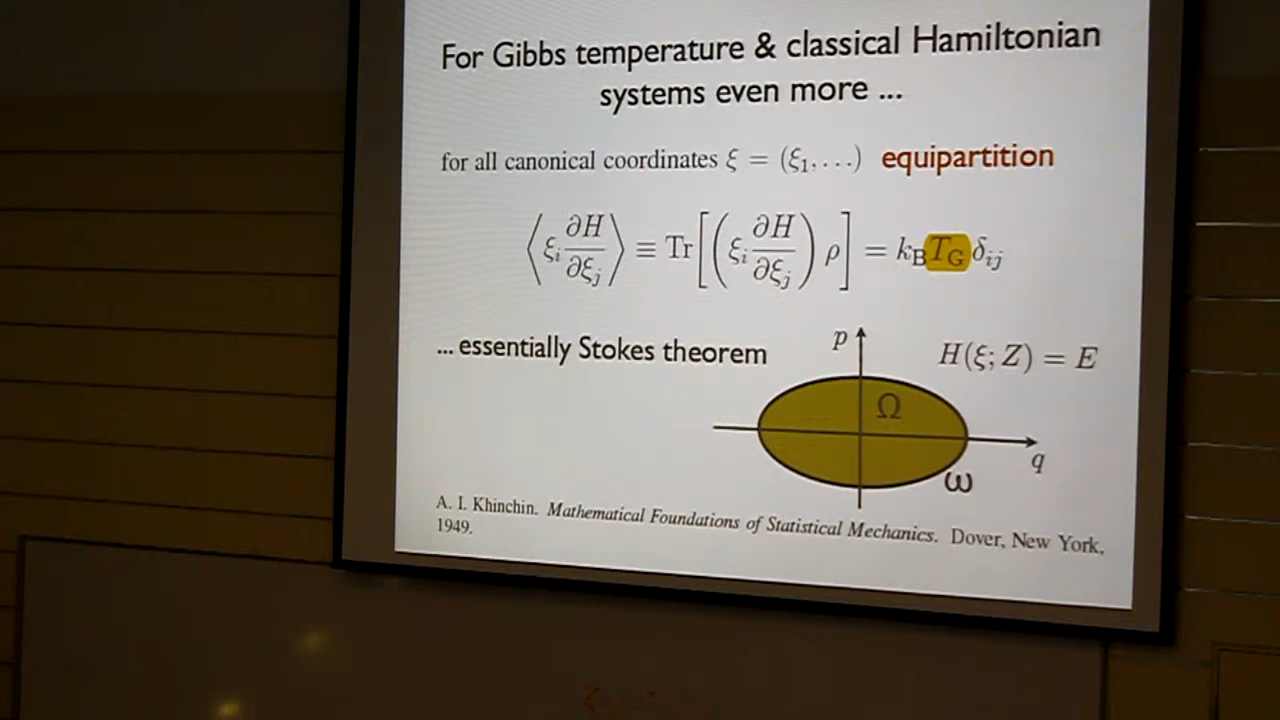 For Gibbs temperature & classical Hamiltonian
systems even more ...
for all canonical coordinates ξ = (ξ₁, . . .) equipartition
⟨ξᵢ ∂H/∂ξⱼ⟩ ≡ Tr[(ξᵢ ∂H/∂ξⱼ) ρ] = k_B T_G δᵢⱼ
... essentially Stokes theorem
p
H(ξ; Z) = E
Ω
q
ω
A. I. Khinchin. Mathematical Foundations of Statistical Mechanics. Dover, New York,
1949.